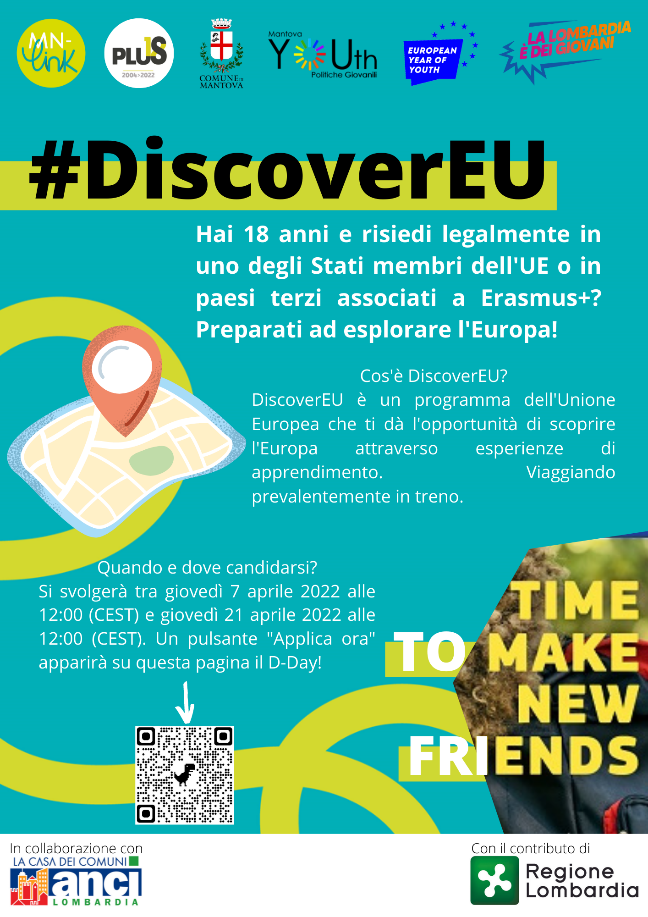 MN-
Link
PLUS
2004>2022
COMUNE DI
MANTOVA
Mantova
YOUth
Politiche Giovanili
EUROPEAN
YEAR OF
YOUTH
LA LOMBARDIA
È DEI GIOVANI
#DiscoverEU
Hai 18 anni e risiedi legalmente in
uno degli Stati membri dell'UE o in
paesi terzi associati a Erasmus+?
Preparati ad esplorare l'Europa!
Cos'è DiscoverEU?
DiscoverEU è un programma dell'Unione
Europea che ti dà l'opportunità di scoprire
l'Europa attraverso esperienze di
apprendimento. Viaggiando
prevalentemente in treno.
Quando e dove candidarsi?
Si svolgerà tra giovedì 7 aprile 2022 alle
12:00 (CEST) e giovedì 21 aprile 2022 alle
12:00 (CEST). Un pulsante "Applica ora"
apparirà su questa pagina il D-Day!
TIME
TO MAKE
NEW
FRIENDS
In collaborazione con
LA CASA DEI COMUNI
anci
LOMBARDIA
Con il contributo di
Regione
Lombardia